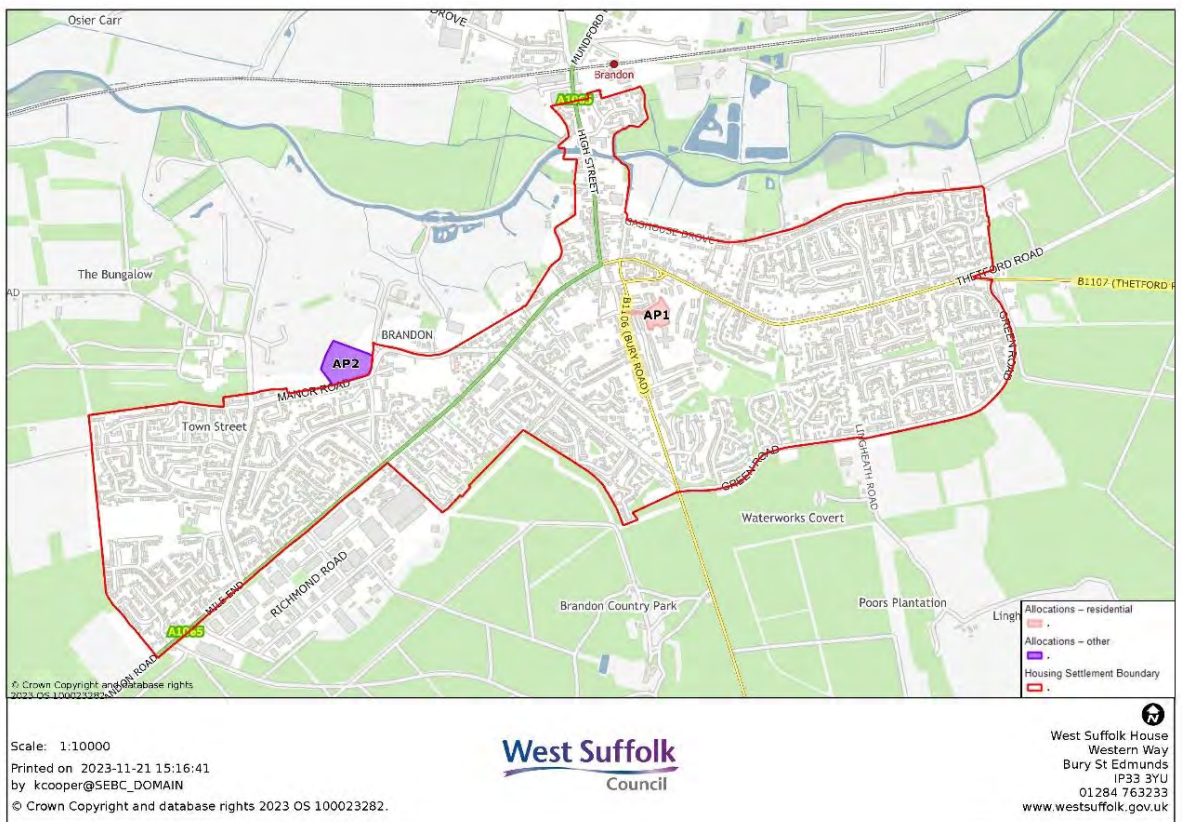 Osier Carr
DROVE
MUNDFORD
Brandon
A1065
HIGH STREET
GASHOUSE DROVE
The Bungalow
THETFORD ROAD
B1107 (THETFORD R
AD
AP1
BRANDON
B1106 (BURY ROAD)
GREEN ROAD
AP2
MANOR ROAD
Town Street
LINGHEATH ROAD
GREEN ROAD
Waterworks Covert
RICHMOND ROAD
MILE END
Brandon Country Park
Poors Plantation
Lingh
A1065
ANDON ROAD
Allocations – residential
Allocations – other
Housing Settlement Boundary
© Crown Copyright and database rights
2023 OS 100023282.
Scale: 1:10000
Printed on 2023-11-21 15:16:41
by kcooper@SEBC_DOMAIN
© Crown Copyright and database rights 2023 OS 100023282.
West Suffolk
Council
N
West Suffolk House
Western Way
Bury St Edmunds
IP33 3YU
01284 763233
www.westsuffolk.gov.uk